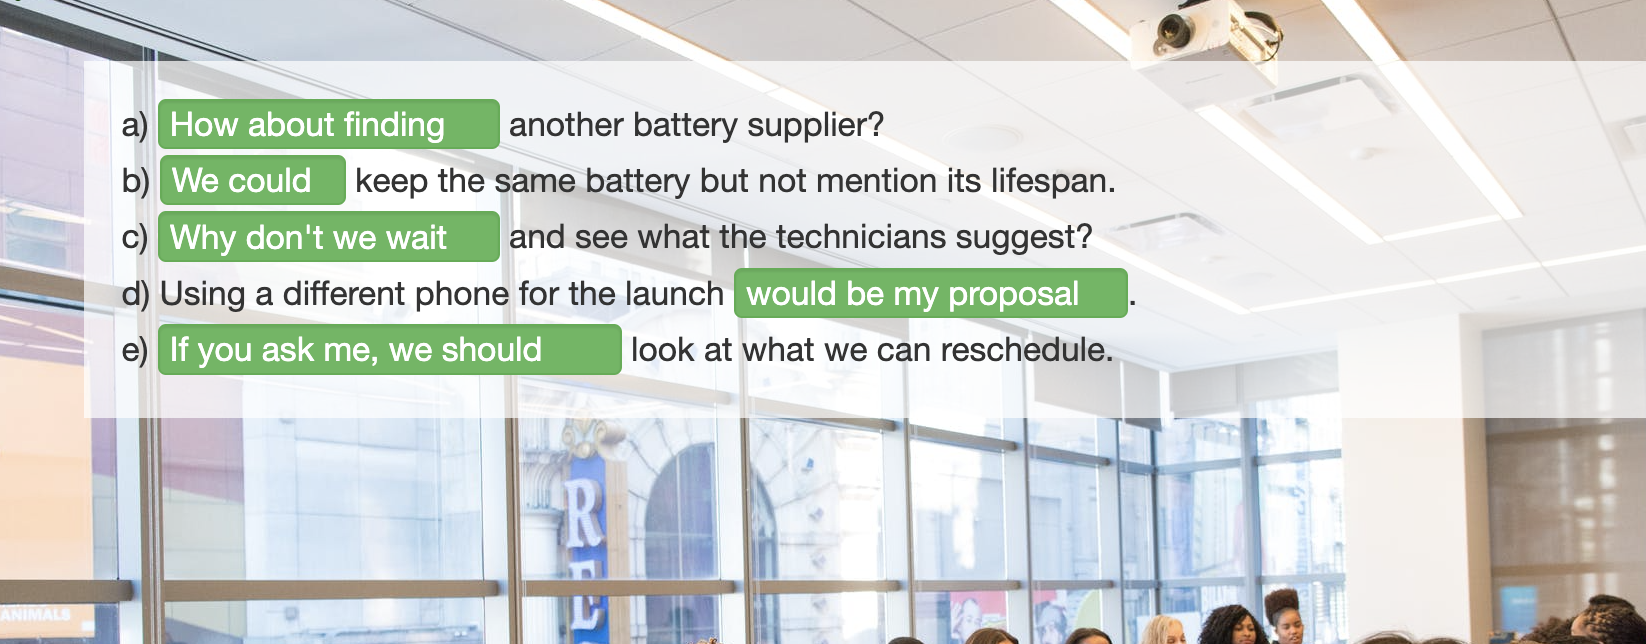 a) How about finding another battery supplier?
b) We could keep the same battery but not mention its lifespan.
c) Why don't we wait and see what the technicians suggest?
d) Using a different phone for the launch would be my proposal.
e) If you ask me, we should look at what we can reschedule.
RE
ANIMALS